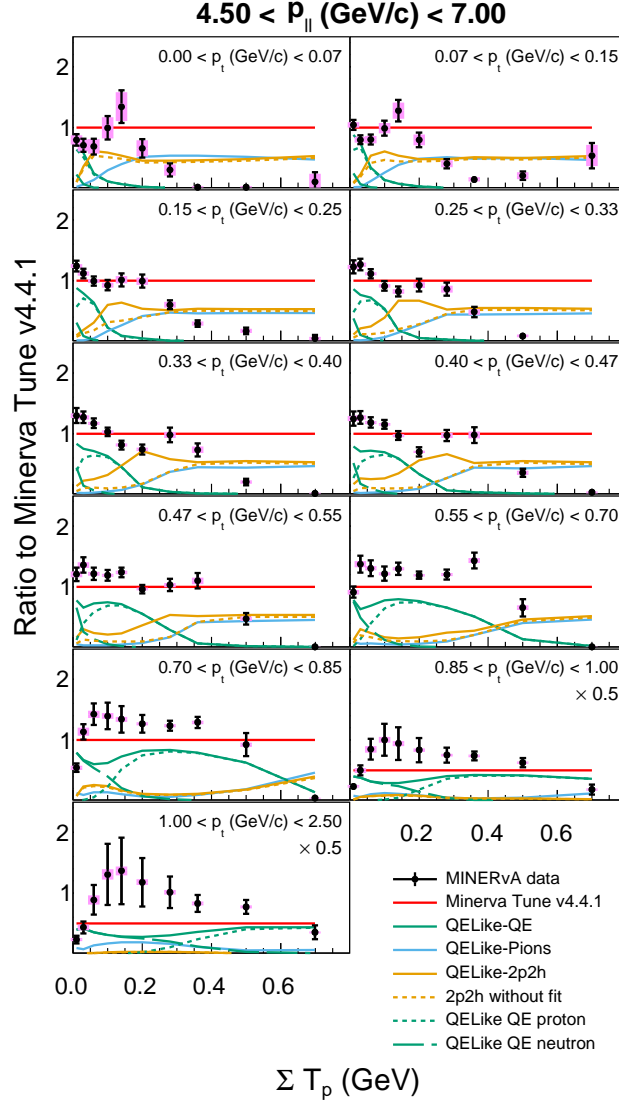 4.50 < p|| (GeV/c) < 7.00
0.00 < pt (GeV/c) < 0.07
0.07 < pt (GeV/c) < 0.15
2
1
0.15 < pt (GeV/c) < 0.25
0.25 < pt (GeV/c) < 0.33
2
1
0.33 < pt (GeV/c) < 0.40
0.40 < pt (GeV/c) < 0.47
2
1
0.47 < pt (GeV/c) < 0.55
0.55 < pt (GeV/c) < 0.70
2
1
0.70 < pt (GeV/c) < 0.85
0.85 < pt (GeV/c) < 1.00
× 0.5
2
1
1.00 < pt (GeV/c) < 2.50
× 0.5
2
1
0.2 0.4 0.6
0.0 0.2 0.4 0.6
Ratio to Minerva Tune v4.4.1
MINERvA data
Minerva Tune v4.4.1
QELike-QE
QELike-Pions
QELike-2p2h
2p2h without fit
QELike QE proton
QELike QE neutron
Σ Tp (GeV)